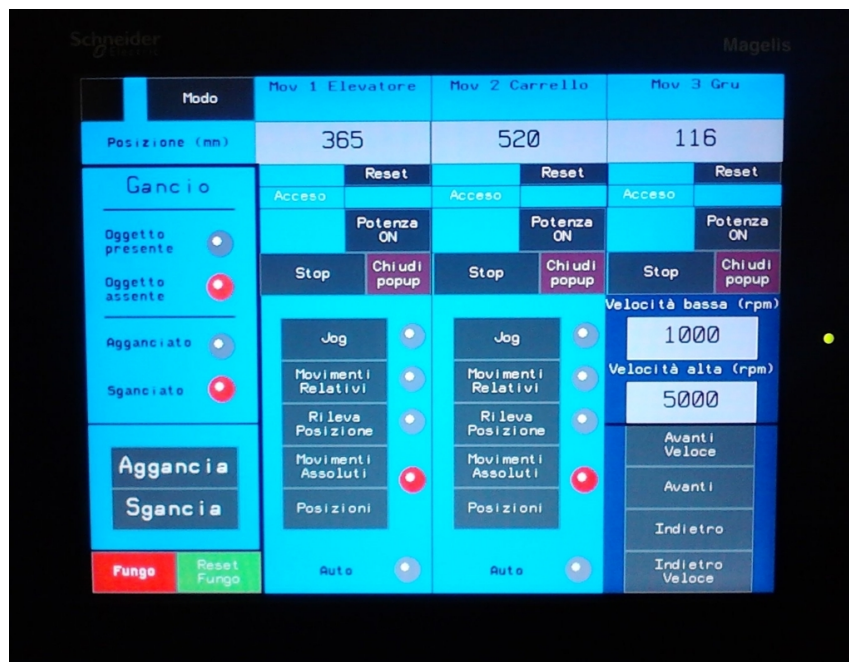 Schneider
Electric
Magelis
Modo
Mov 1 Elevatore
Mov 2 Carrello
Mov 3 Gru
Posizione (mm)
365
520
116
Gancio
Oggetto
presente
Oggetto
assente
Agganciato
Sganciato
Aggancia
Sgancia
Fungo
Reset
Fungo
Reset
Acceso
Potenza
ON
Stop
Chiudi
popup
Jog
Movimenti
Relativi
Rileva
Posizione
Movimenti
Assoluti
Posizioni
Auto
Reset
Acceso
Potenza
ON
Stop
Chiudi
popup
Jog
Movimenti
Relativi
Rileva
Posizione
Movimenti
Assoluti
Posizioni
Auto
Reset
Acceso
Potenza
ON
Stop
Chiudi
popup
Velocità bassa (rpm)
1000
Velocità alta (rpm)
5000
Avanti
Veloce
Avanti
Indietro
Indietro
Veloce